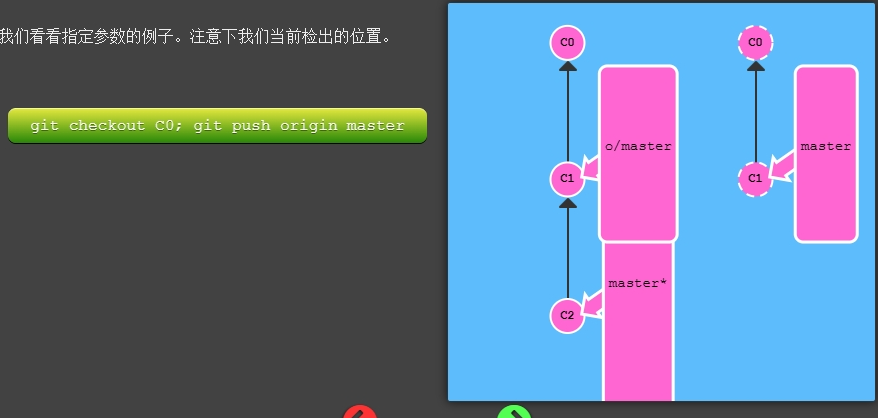 我们看看指定参数的例子。注意下我们当前检出的位置。
git checkout C0; git push origin master
C0
C0
o/master
master
C1
C1
master*
C2